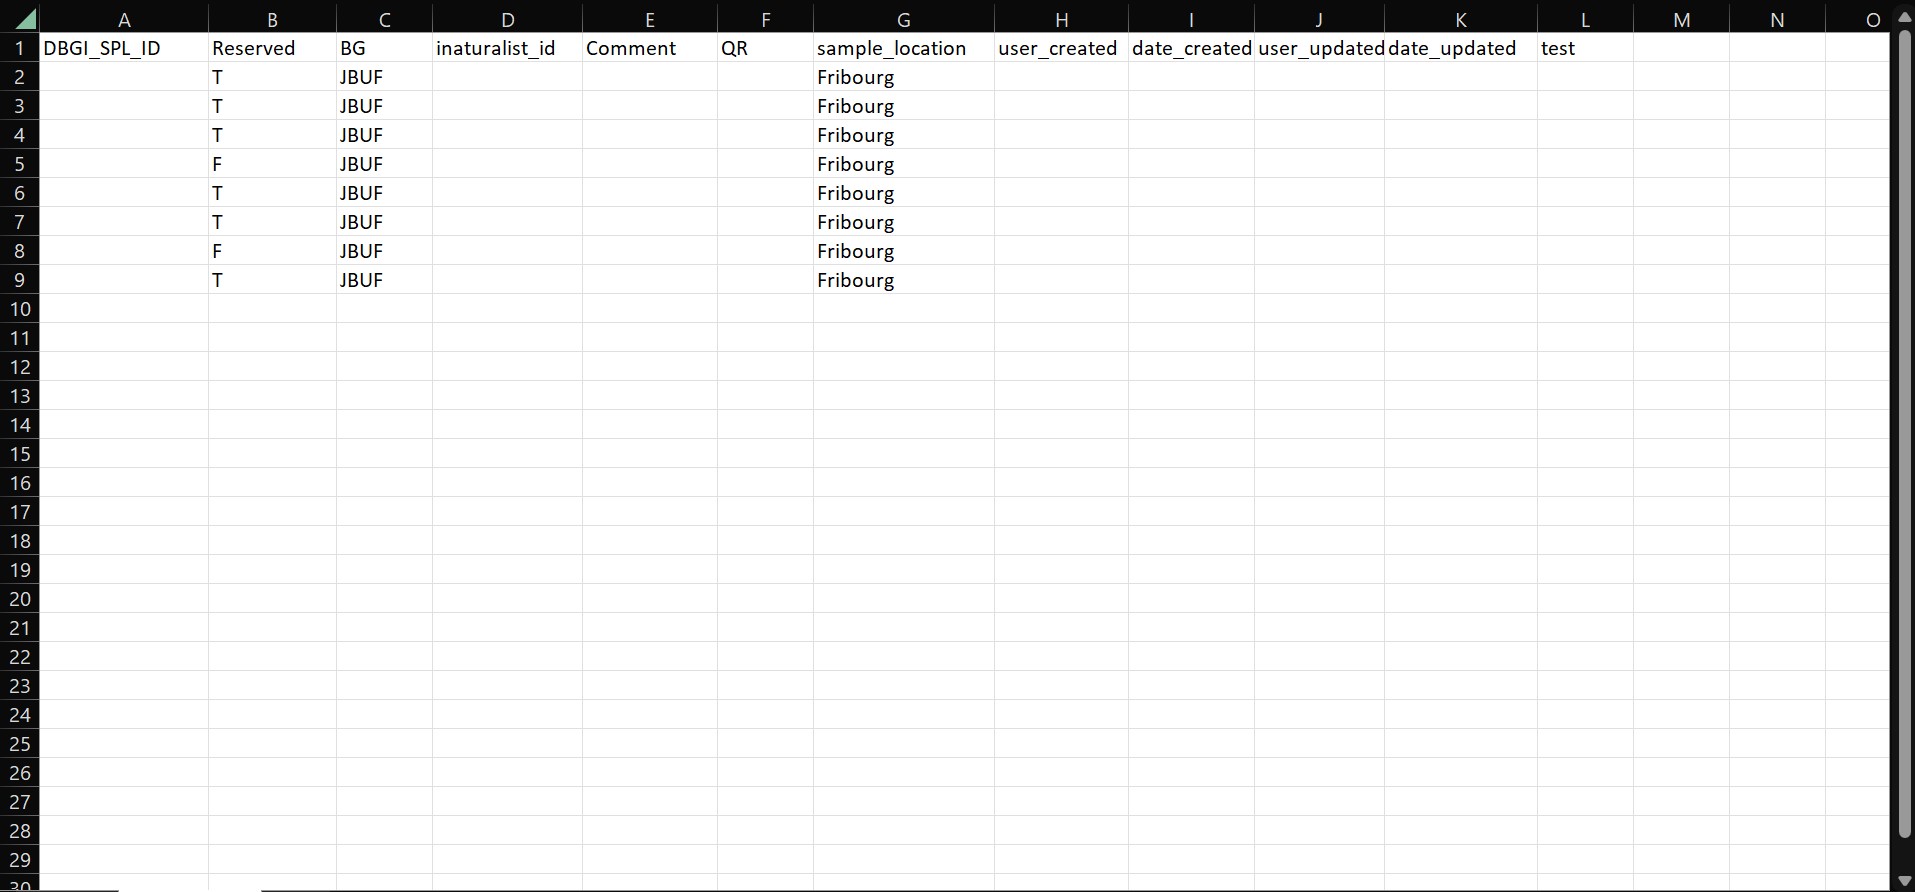 A B C D E F G H I J K L M N O
1 DBGI_SPL_ID Reserved BG inaturalist_id Comment QR sample_location user_created date_created user_updated date_updated test
2 T JBUF Fribourg
3 T JBUF Fribourg
4 T JBUF Fribourg
5 F JBUF Fribourg
6 T JBUF Fribourg
7 T JBUF Fribourg
8 F JBUF Fribourg
9 T JBUF Fribourg
10
11
12
13
14
15
16
17
18
19
20
21
22
23
24
25
26
27
28
29
30